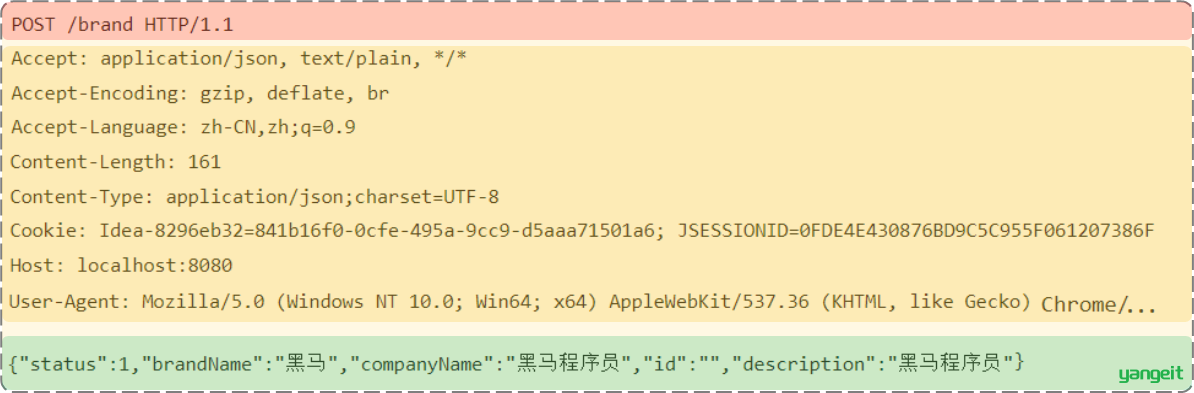 POST /brand HTTP/1.1
Accept: application/json, text/plain, */*
Accept-Encoding: gzip, deflate, br
Accept-Language: zh-CN,zh;q=0.9
Content-Length: 161
Content-Type: application/json;charset=UTF-8
Cookie: Idea-8296eb32=841b16f0-0cfe-495a-9cc9-d5aaa71501a6; JSESSIONID=0FDE4E430876BD9C5C955F061207386F
Host: localhost:8080
User-Agent: Mozilla/5.0 (Windows NT 10.0; Win64; x64) AppleWebKit/537.36 (KHTML, like Gecko) Chrome/...
{"status":1,"brandName":"黑马","companyName":"黑马程序员","id":"","description":"黑马程序员"}
yangeit